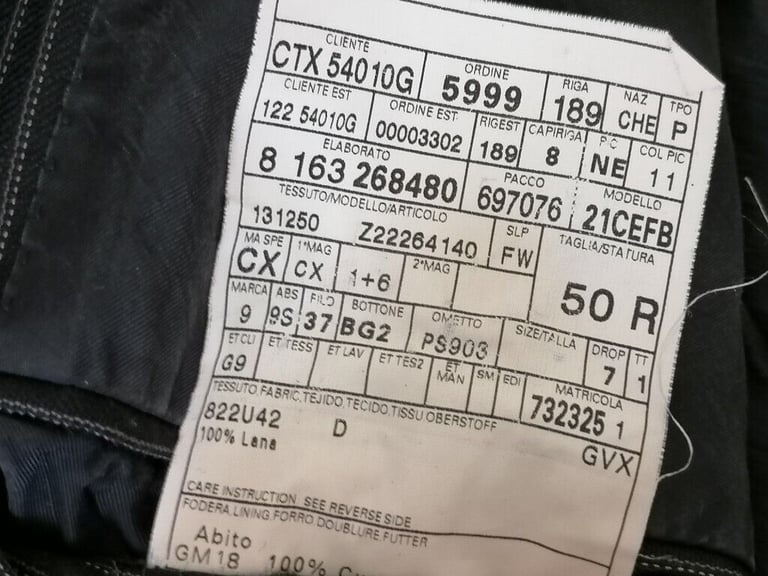 CLIENTE ORDINE RIGA NAZ TPO
CTX 54010G 5999 189 CHE P
CLIENTE EST ORDINE EST RIGEST CAPIRIGA P C COL PIC
122 54010G 00003302 189 8 NE 11
ELABORATO PACCO MODELLO
8 163 268480 697076 21CEFB
TESSUTO/MODELLO/ARTICOLO SLP TAGLIA/STATURA
131250 Z22264140 FW 50 R
MA SPE 1°MAG 2°MAG
CX CX 1+6
MARCA ABS FILO BOTTONE OMETTO SIZE/TALLA DROP TT
9 9S 37 BG2 PS903 7 1
ET CLI ET TESS ET LAV ET TES2 ET MAN SM EDI MATRICOLA
G9 732325 1
TESSUTO, FABRIC, TEJIDO, TECIDO, TISSU OBERSTOFF
822U42 D GVX
100% Lana
CARE INSTRUCTION SEE REVERSE SIDE
FODERA, LINING, FORRO, DOUBLURE, FUTTER
Abito
GM18 100%